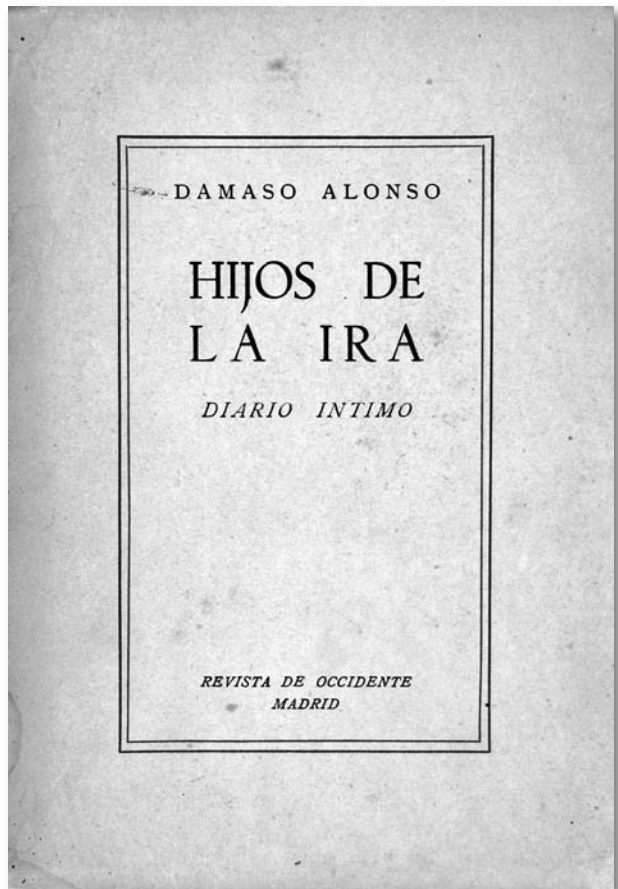 DAMASO ALONSO
HIJOS DE
LA IRA
DIARIO INTIMO
REVISTA DE OCCIDENTE
MADRID